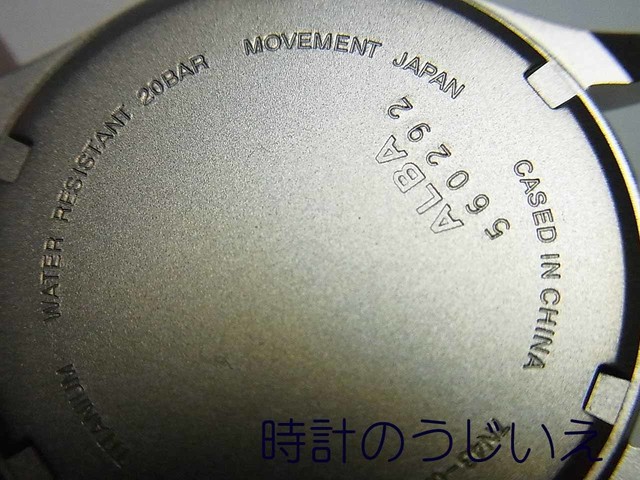 WATER RESISTANT 20BAR
MOVEMENT JAPAN
CASED IN CHINA
TITANIUM
ALBA
560292
時計のうじいえ